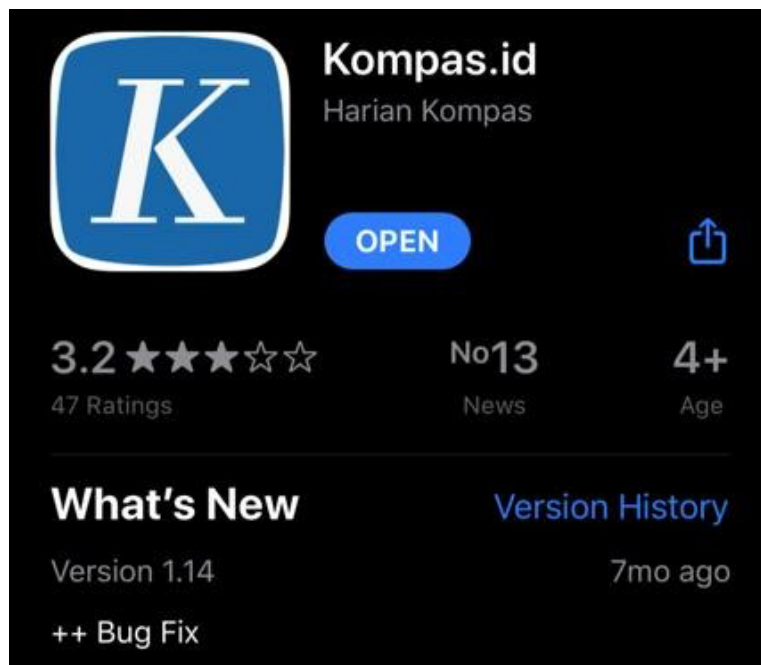 K
Kompas.id
Harian Kompas
OPEN
3.2
No13
4+
47 Ratings
News
Age
What's New
Version History
Version 1.14
7mo ago
++ Bug Fix